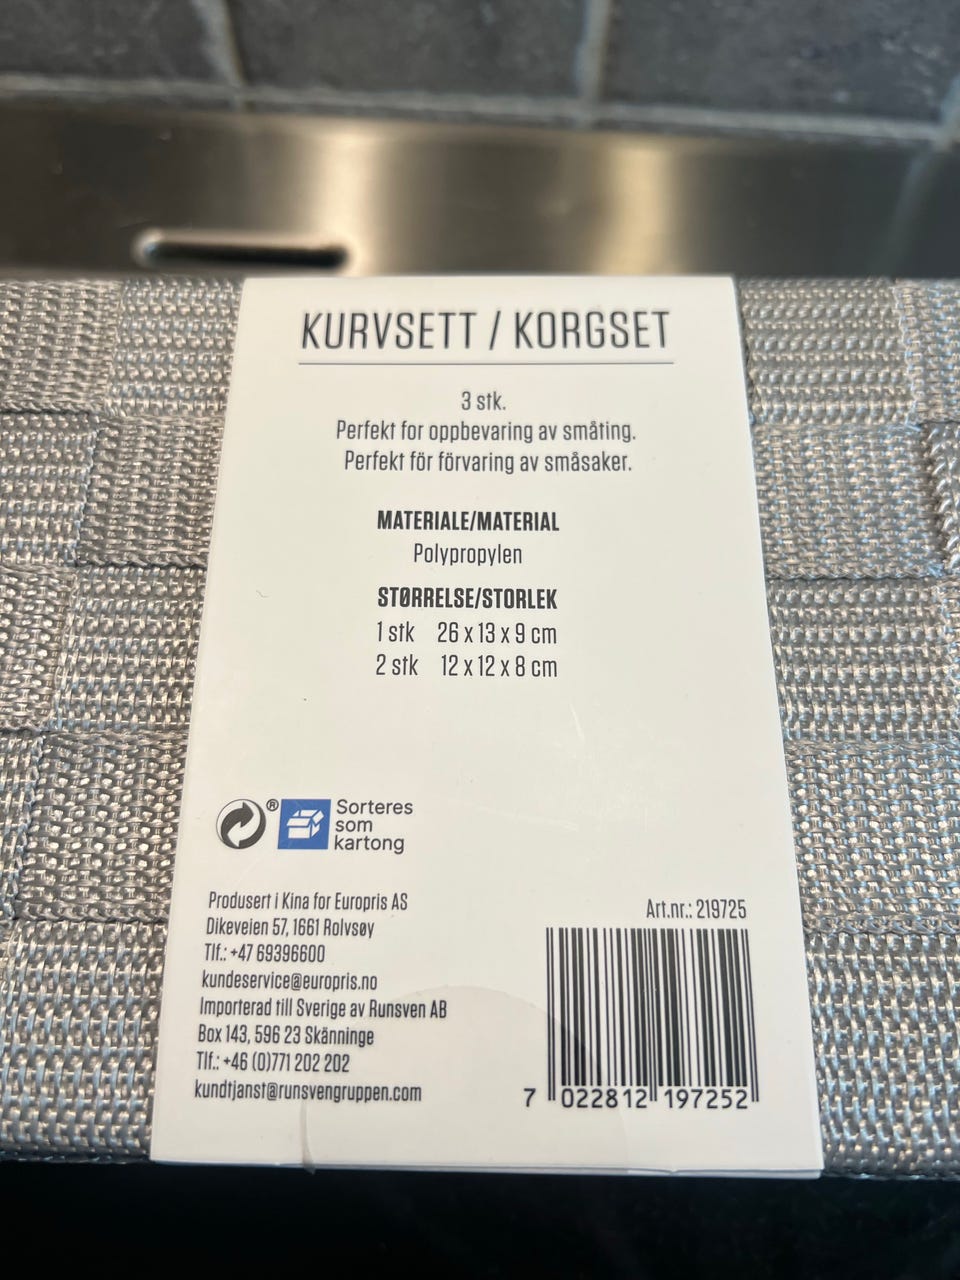 KURVSETT / KORGSET
3 stk.
Perfekt for oppbevaring av småting.
Perfekt för förvaring av småsaker.
MATERIALE/MATERIAL
Polypropylen
STØRRELSE/STORLEK
1 stk 26 x 13 x 9 cm
2 stk 12 x 12 x 8 cm
®
Sorteres
som
kartong
Produsert i Kina for Europris AS
Dikeveien 57, 1661 Rolvsøy
Tlf.: +47 69396600
kundeservice@europris.no
Importerad till Sverige av Runsven AB
Box 143, 596 23 Skänninge
Tlf.: +46 (0)771 202 202
kundtjanst@runsvengruppen.com
Art.nr.: 219725
7 022812 197252